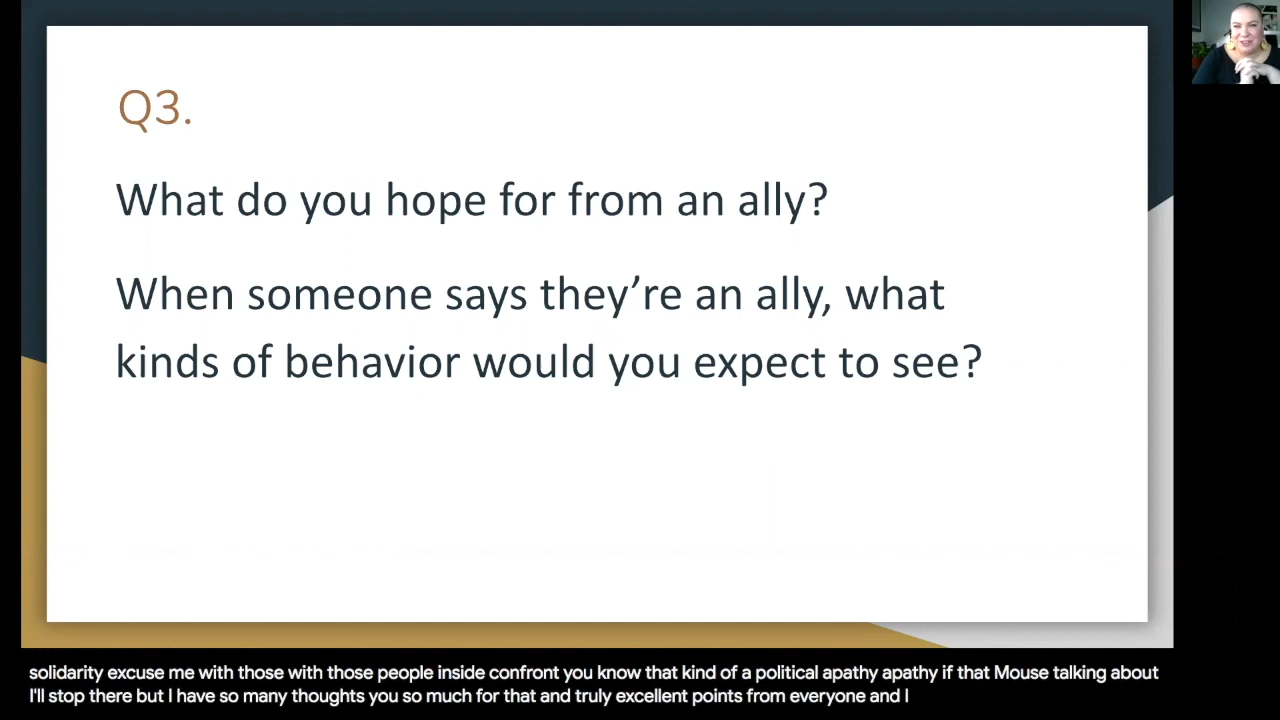 Q3.
What do you hope for from an ally?
When someone says they’re an ally, what
kinds of behavior would you expect to see?
solidarity excuse me with those with those people inside confront you know that kind of a political apathy apathy if that Mouse talking about
I'll stop there but I have so many thoughts you so much for that and truly excellent points from everyone and I